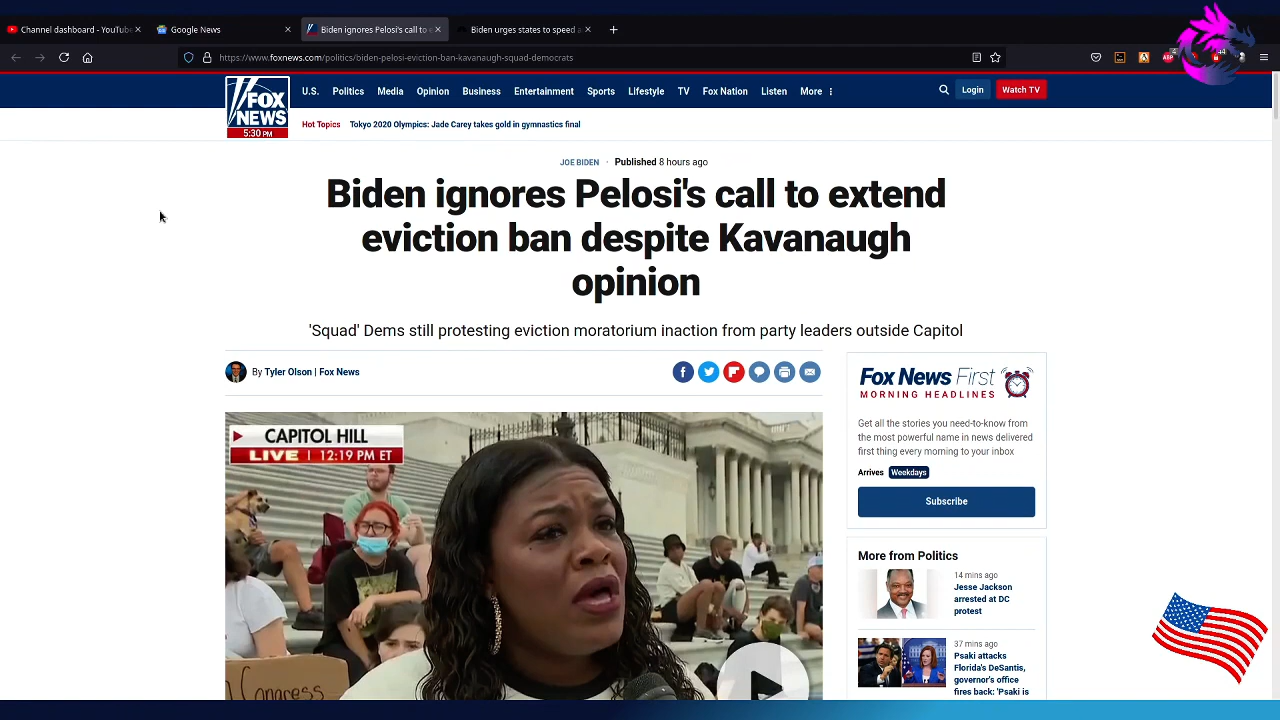 Channel dashboard - YouTube
Google News
Biden ignores Pelosi's call to e
Biden urges states to speed a
https://www.foxnews.com/politics/biden-pelosi-eviction-ban-kavanaugh-squad-democrats
FOX
NEWS
5:30 PM
U.S. Politics Media Opinion Business Entertainment Sports Lifestyle TV Fox Nation Listen More
Login
Watch TV
Hot Topics Tokyo 2020 Olympics: Jade Carey takes gold in gymnastics final
JOE BIDEN · Published 8 hours ago
Biden ignores Pelosi's call to extend
eviction ban despite Kavanaugh
opinion
'Squad' Dems still protesting eviction moratorium inaction from party leaders outside Capitol
By Tyler Olson | Fox News
CAPITOL HILL
LIVE | 12:19 PM ET
Congress
Fox News First
MORNING HEADLINES
Get all the stories you need-to-know from
the most powerful name in news delivered
first thing every morning to your inbox
Arrives Weekdays
Subscribe
More from Politics
14 mins ago
Jesse Jackson
arrested at DC
protest
37 mins ago
Psaki attacks
Florida's DeSantis,
governor's office
fires back: 'Psaki is